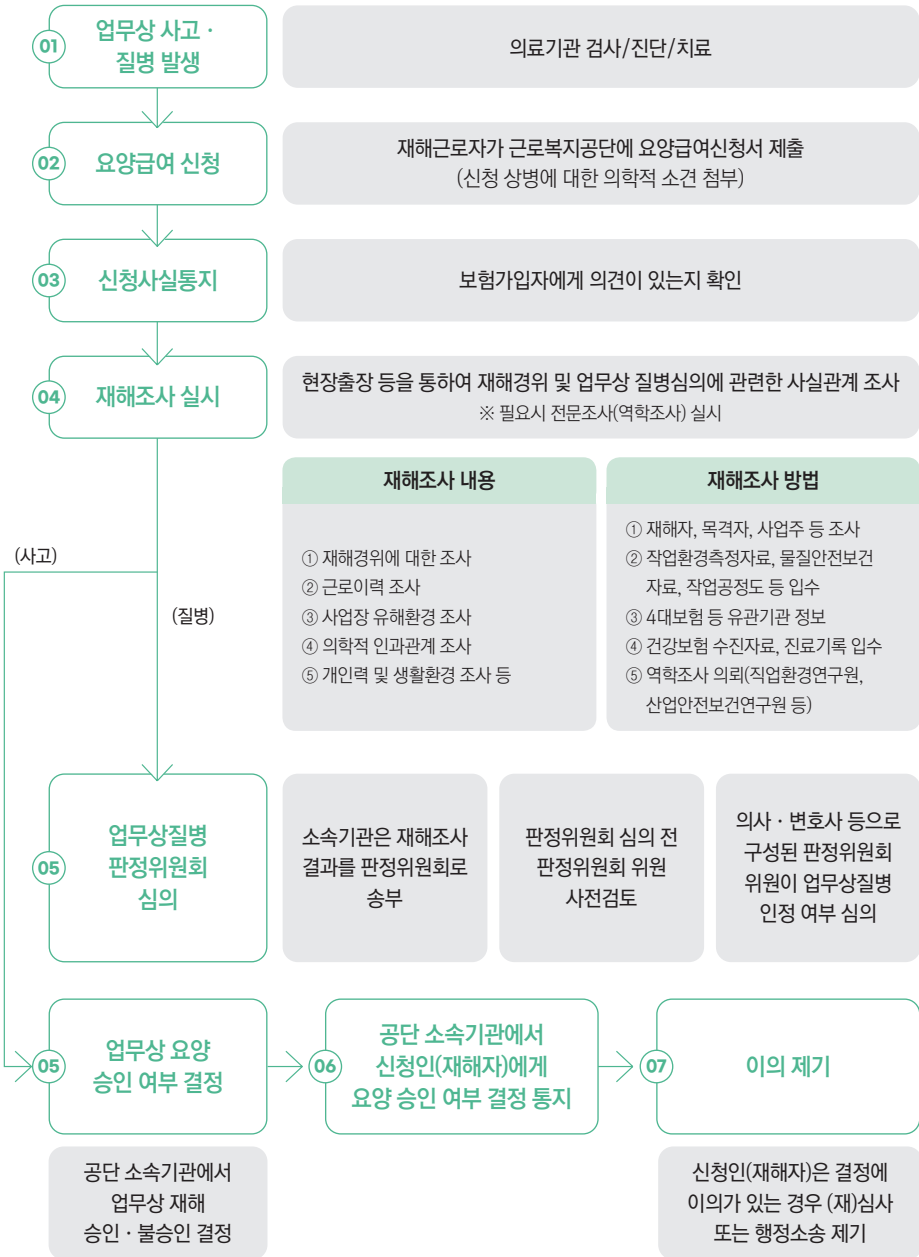 01
업무상 사고 ·
질병 발생
의료기관 검사/진단/치료
02
요양급여 신청
재해근로자가 근로복지공단에 요양급여신청서 제출
(신청 상병에 대한 의학적 소견 첨부)
03
신청사실통지
보험가입자에게 의견이 있는지 확인
04
재해조사 실시
현장출장 등을 통하여 재해경위 및 업무상 질병심의에 관련한 사실관계 조사
※ 필요시 전문조사(역학조사) 실시
(사고)
(질병)
재해조사 내용
① 재해경위에 대한 조사
② 근로이력 조사
③ 사업장 유해환경 조사
④ 의학적 인과관계 조사
⑤ 개인력 및 생활환경 조사 등
재해조사 방법
① 재해자, 목격자, 사업주 등 조사
② 작업환경측정자료, 물질안전보건
자료, 작업공정도 등 입수
③ 4대보험 등 유관기관 정보
④ 건강보험 수진자료, 진료기록 입수
⑤ 역학조사 의뢰(직업환경연구원,
산업안전보건연구원 등)
05
업무상질병
판정위원회
심의
소속기관은 재해조사
결과를 판정위원회로
송부
판정위원회 심의 전
판정위원회 위원
사전검토
의사 · 변호사 등으로
구성된 판정위원회
위원이 업무상질병
인정 여부 심의
05
업무상 요양
승인 여부 결정
공단 소속기관에서
업무상 재해
승인 · 불승인 결정
06
공단 소속기관에서
신청인(재해자)에게
요양 승인 여부 결정 통지
07
이의 제기
신청인(재해자)은 결정에
이의가 있는 경우 (재)심사
또는 행정소송 제기